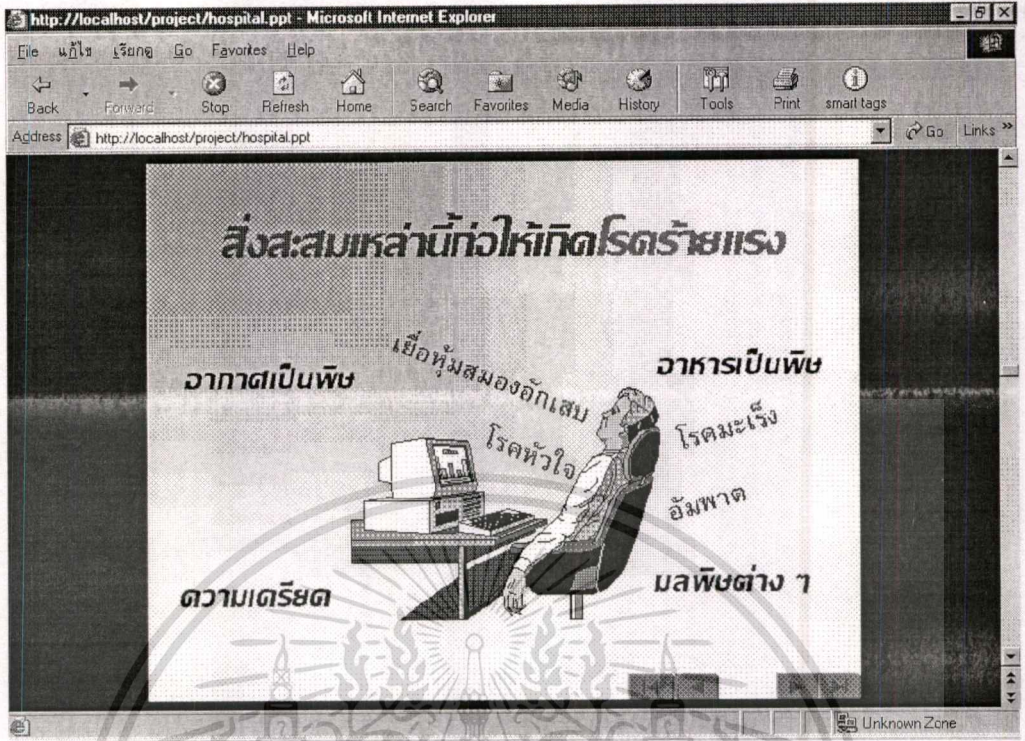 http://localhost/project/hospital.ppt - Microsoft Internet Explorer
File แก้ไข เรียกดู Go Favorites Help
Back Forward Stop Refresh Home Search Favorites Media History Tools Print smart tags
Address http://localhost/project/hospital.ppt Go Links »
สิ่งสะสมเหล่านี้ก่อให้เกิดโรคร้ายแรง
เยื่อหุ้มสมองอักเสบ
อากาศเป็นพิษ
อาหารเป็นพิษ
โรคหัวใจ
โรคมะเร็ง
อัมพาต
ความเครียด
มลพิษต่าง ๆ
Unknown Zone